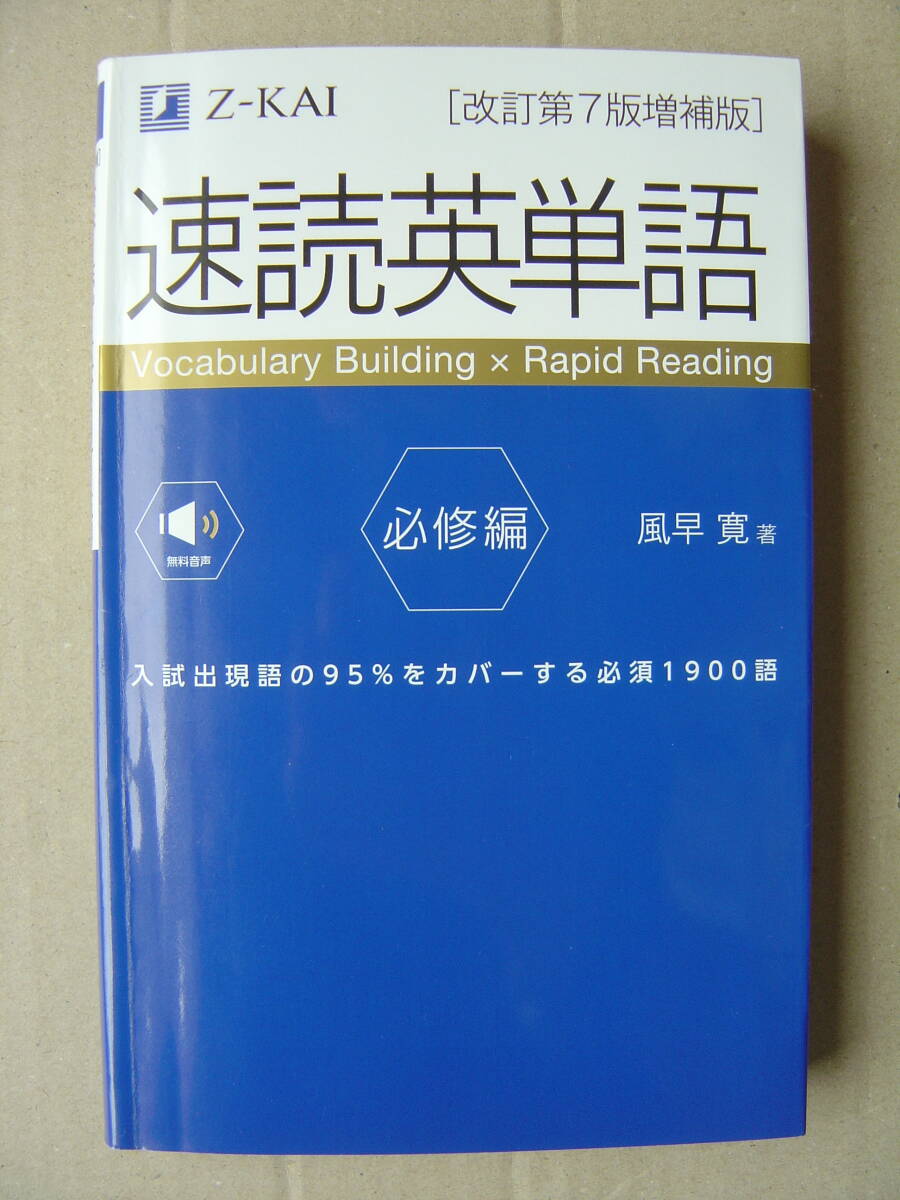 Z-KAI
[改訂第7版増補版]
速読英単語
Vocabulary Building × Rapid Reading
無料音声
必修編
風早 寛 著
入試出現語の95%をカバーする必須1900語